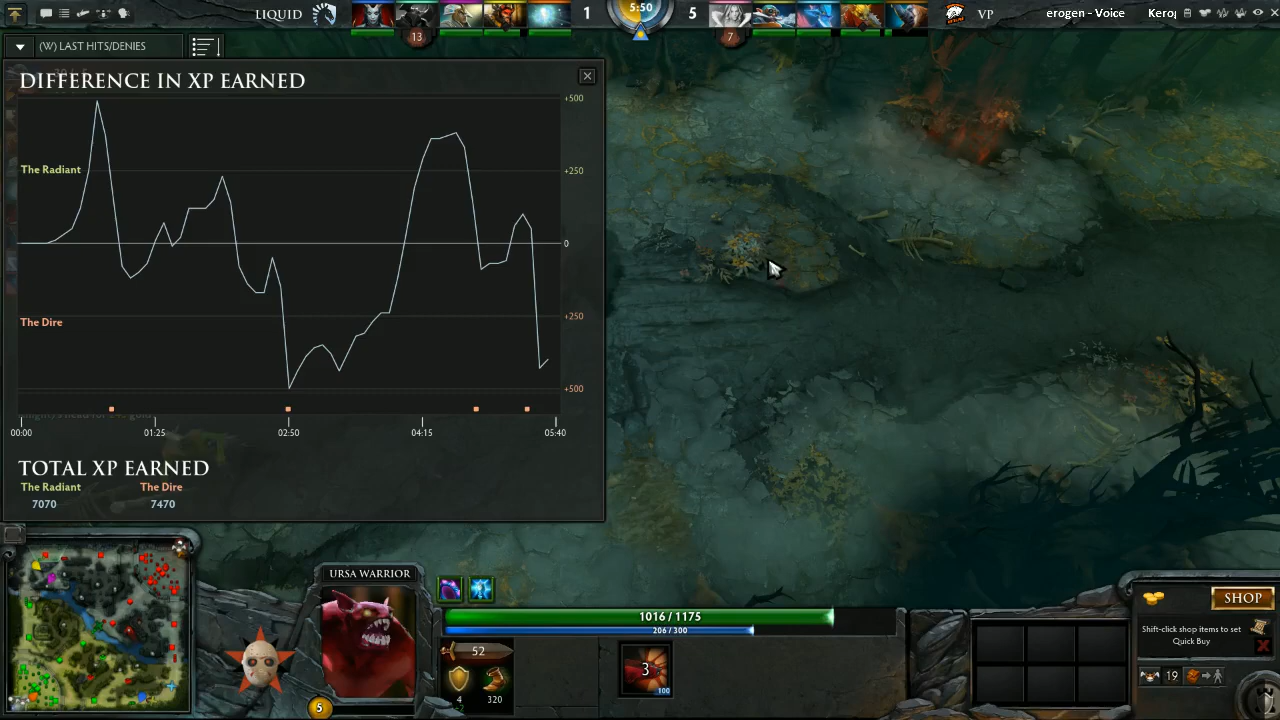 LIQUID
1
5:50
5
VP
erogen - Voice
Kero
13
7
(W) LAST HITS/DENIES
DIFFERENCE IN XP EARNED
+500
The Radiant
+250
0
The Dire
+250
+500
00:00
01:25
02:50
04:15
05:40
TOTAL XP EARNED
The Radiant
The Dire
7070
7470
URSA WARRIOR
1016 / 1175
206 / 300
52
4
320
3
100
5
SHOP
Shift-click shop items to set
Quick Buy
19